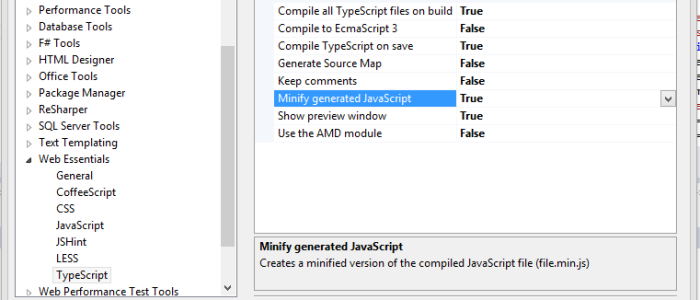 Performance Tools
Database Tools
F# Tools
HTML Designer
Office Tools
Package Manager
ReSharper
SQL Server Tools
Text Templating
Web Essentials
General
CoffeeScript
CSS
JavaScript
JSHint
LESS
TypeScript
Web Performance Test Tools
Compile all TypeScript files on build True
Compile to EcmaScript 3 False
Compile TypeScript on save True
Generate Source Map False
Keep comments False
Minify generated JavaScript True
Show preview window True
Use the AMD module False
Minify generated JavaScript
Creates a minified version of the compiled JavaScript file (file.min.js)